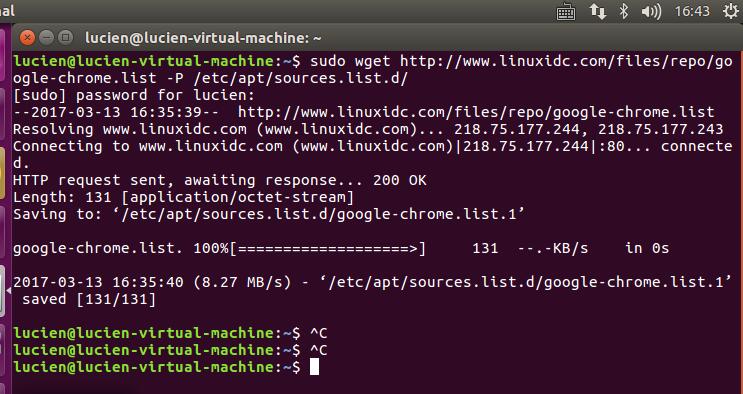 al
16:43
lucien@lucien-virtual-machine: ~
lucien@lucien-virtual-machine:~$ sudo wget http://www.linuxidc.com/files/repo/go
ogle-chrome.list -P /etc/apt/sources.list.d/
[sudo] password for lucien:
--2017-03-13 16:35:39--  http://www.linuxidc.com/files/repo/google-chrome.list
Resolving www.linuxidc.com (www.linuxidc.com)... 218.75.177.244, 218.75.177.243
Connecting to www.linuxidc.com (www.linuxidc.com)|218.75.177.244|:80... connecte
d.
HTTP request sent, awaiting response... 200 OK
Length: 131 [application/octet-stream]
Saving to: ‘/etc/apt/sources.list.d/google-chrome.list.1’
google-chrome.list. 100%[===================>]     131  --.-KB/s    in 0s
2017-03-13 16:35:40 (8.27 MB/s) - ‘/etc/apt/sources.list.d/google-chrome.list.1’
 saved [131/131]
lucien@lucien-virtual-machine:~$ ^C
lucien@lucien-virtual-machine:~$ ^C
lucien@lucien-virtual-machine:~$